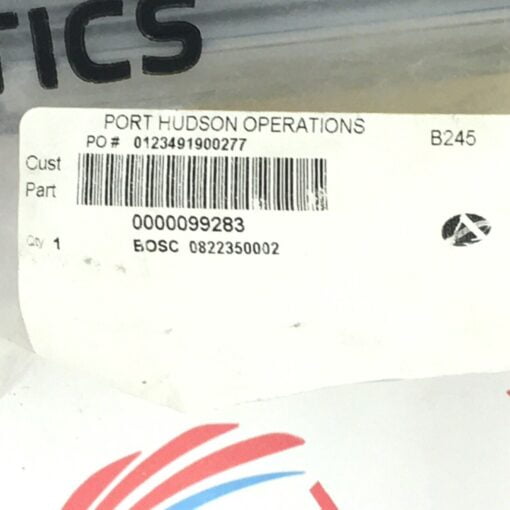 TICS
PORT HUDSON OPERATIONS
B245
PO # 0123491900277
Cust
Part
0000099283
Qty 1 BOSC 0822350002